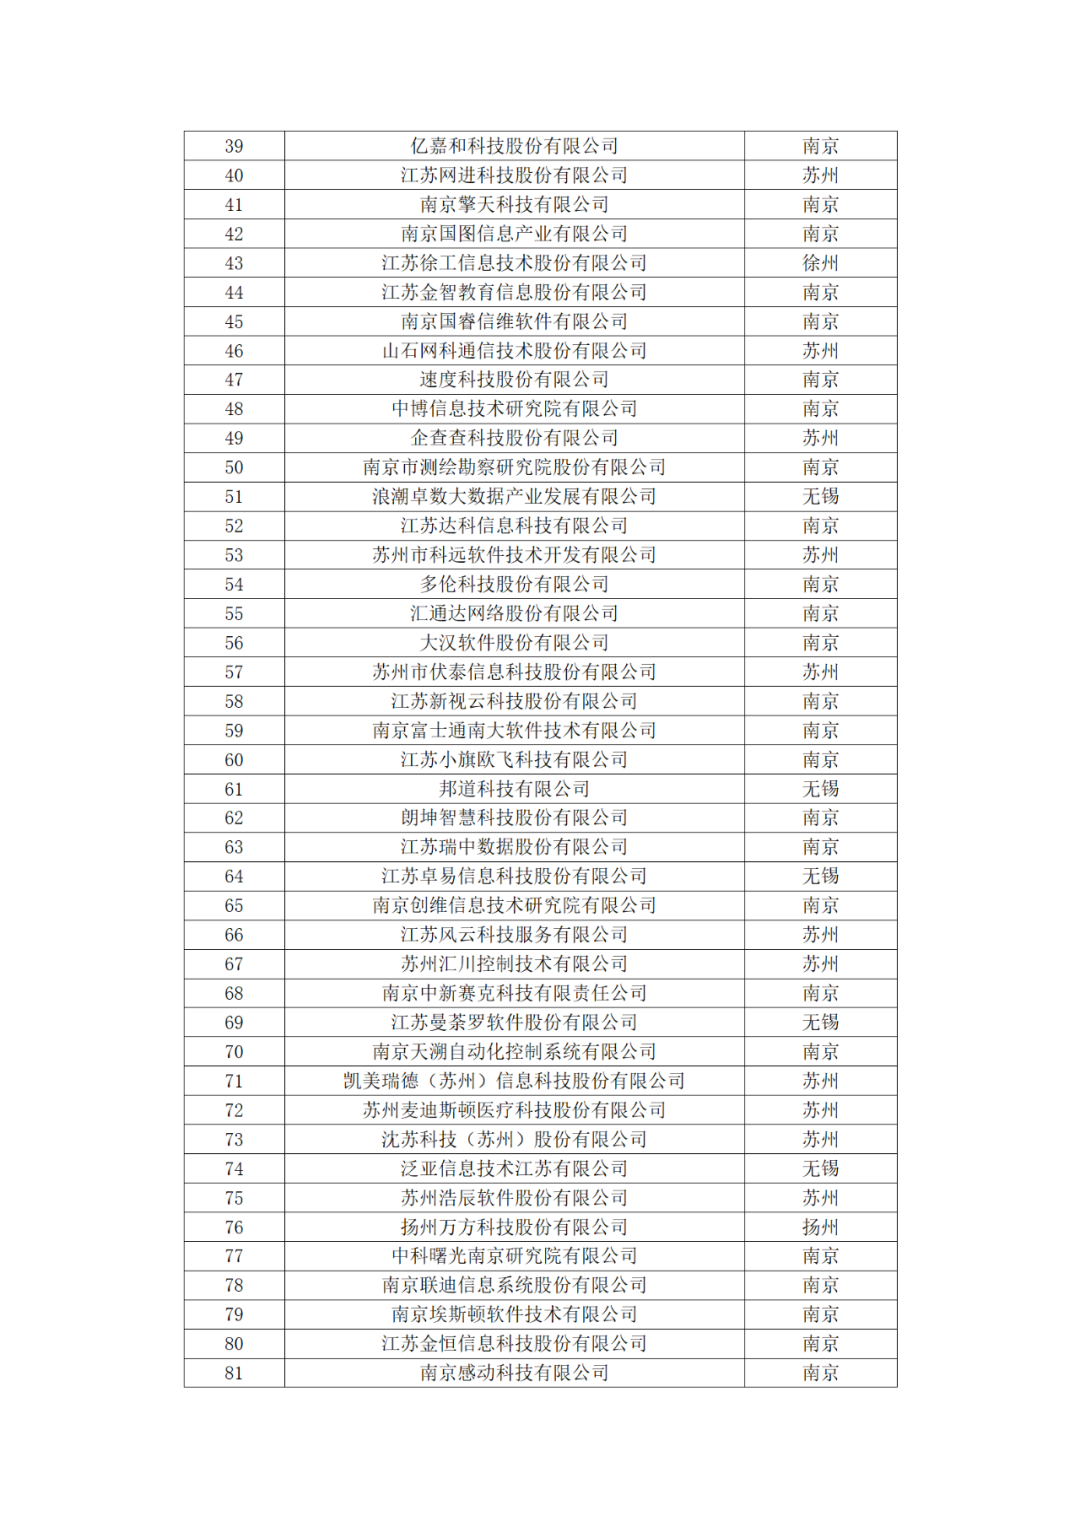 39 亿嘉和科技股份有限公司 南京
40 江苏网进科技股份有限公司 苏州
41 南京擎天科技有限公司 南京
42 南京国图信息产业有限公司 南京
43 江苏徐工信息技术股份有限公司 徐州
44 江苏金智教育信息股份有限公司 南京
45 南京国睿信维软件有限公司 南京
46 山石网科通信技术股份有限公司 苏州
47 速度科技股份有限公司 南京
48 中博信息技术研究院有限公司 南京
49 企查查科技股份有限公司 苏州
50 南京市测绘勘察研究院股份有限公司 南京
51 浪潮卓数大数据产业发展有限公司 无锡
52 江苏达科信息科技有限公司 南京
53 苏州市科远软件技术开发有限公司 苏州
54 多伦科技股份有限公司 南京
55 汇通达网络股份有限公司 南京
56 大汉软件股份有限公司 南京
57 苏州市伏泰信息科技股份有限公司 苏州
58 江苏新视云科技股份有限公司 南京
59 南京富士通南大软件技术有限公司 南京
60 江苏小旗欧飞科技有限公司 南京
61 邦道科技有限公司 无锡
62 朗坤智慧科技股份有限公司 南京
63 江苏瑞中数据股份有限公司 南京
64 江苏卓易信息科技股份有限公司 无锡
65 南京创维信息技术研究院有限公司 南京
66 江苏风云科技服务有限公司 苏州
67 苏州汇川控制技术有限公司 苏州
68 南京中新赛克科技有限责任公司 南京
69 江苏曼荼罗软件股份有限公司 无锡
70 南京天溯自动化控制系统有限公司 南京
71 凯美瑞德（苏州）信息科技股份有限公司 苏州
72 苏州麦迪斯顿医疗科技股份有限公司 苏州
73 沈苏科技（苏州）股份有限公司 苏州
74 泛亚信息技术江苏有限公司 无锡
75 苏州浩辰软件股份有限公司 苏州
76 扬州万方科技股份有限公司 扬州
77 中科曙光南京研究院有限公司 南京
78 南京联迪信息系统股份有限公司 南京
79 南京埃斯顿软件技术有限公司 南京
80 江苏金恒信息科技股份有限公司 南京
81 南京感动科技有限公司 南京